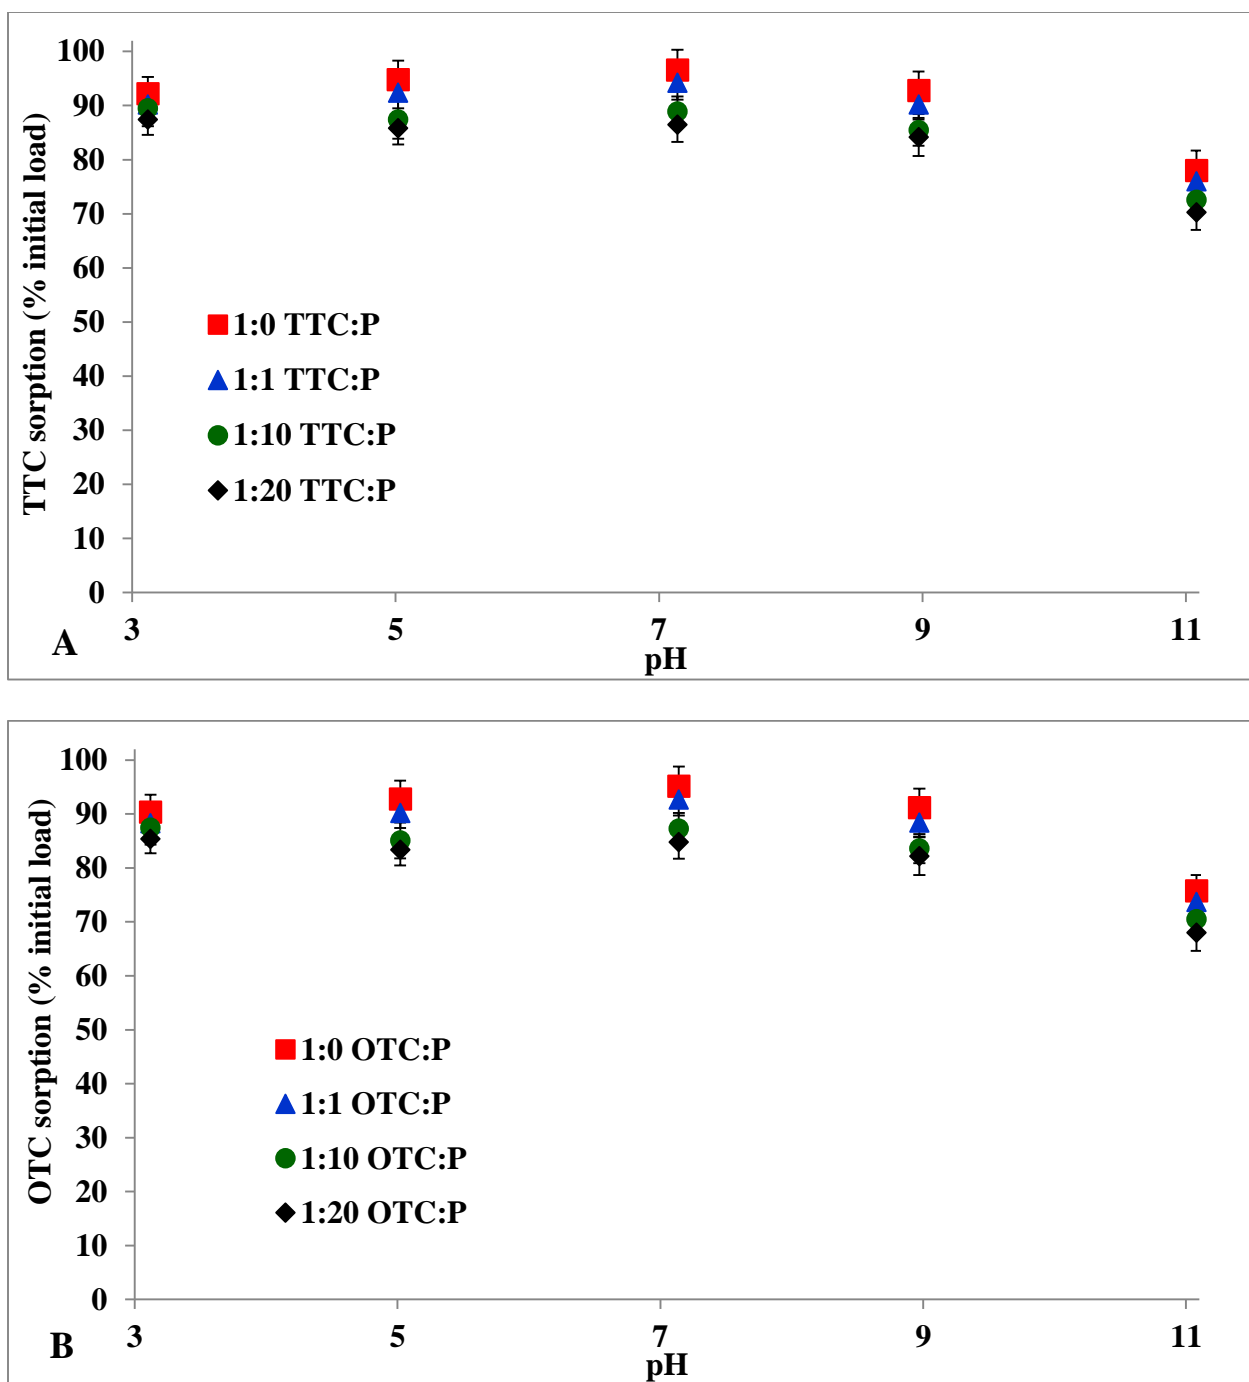 100
90
80
70
60
50
40
30
20
10
0
TTC sorption (% initial load)
1:0 TTC:P
1:1 TTC:P
1:10 TTC:P
1:20 TTC:P
3 5 7 9 11
A
pH
100
90
80
70
60
50
40
30
20
10
0
OTC sorption (% initial load)
1:0 OTC:P
1:1 OTC:P
1:10 OTC:P
1:20 OTC:P
3 5 7 9 11
B
pH